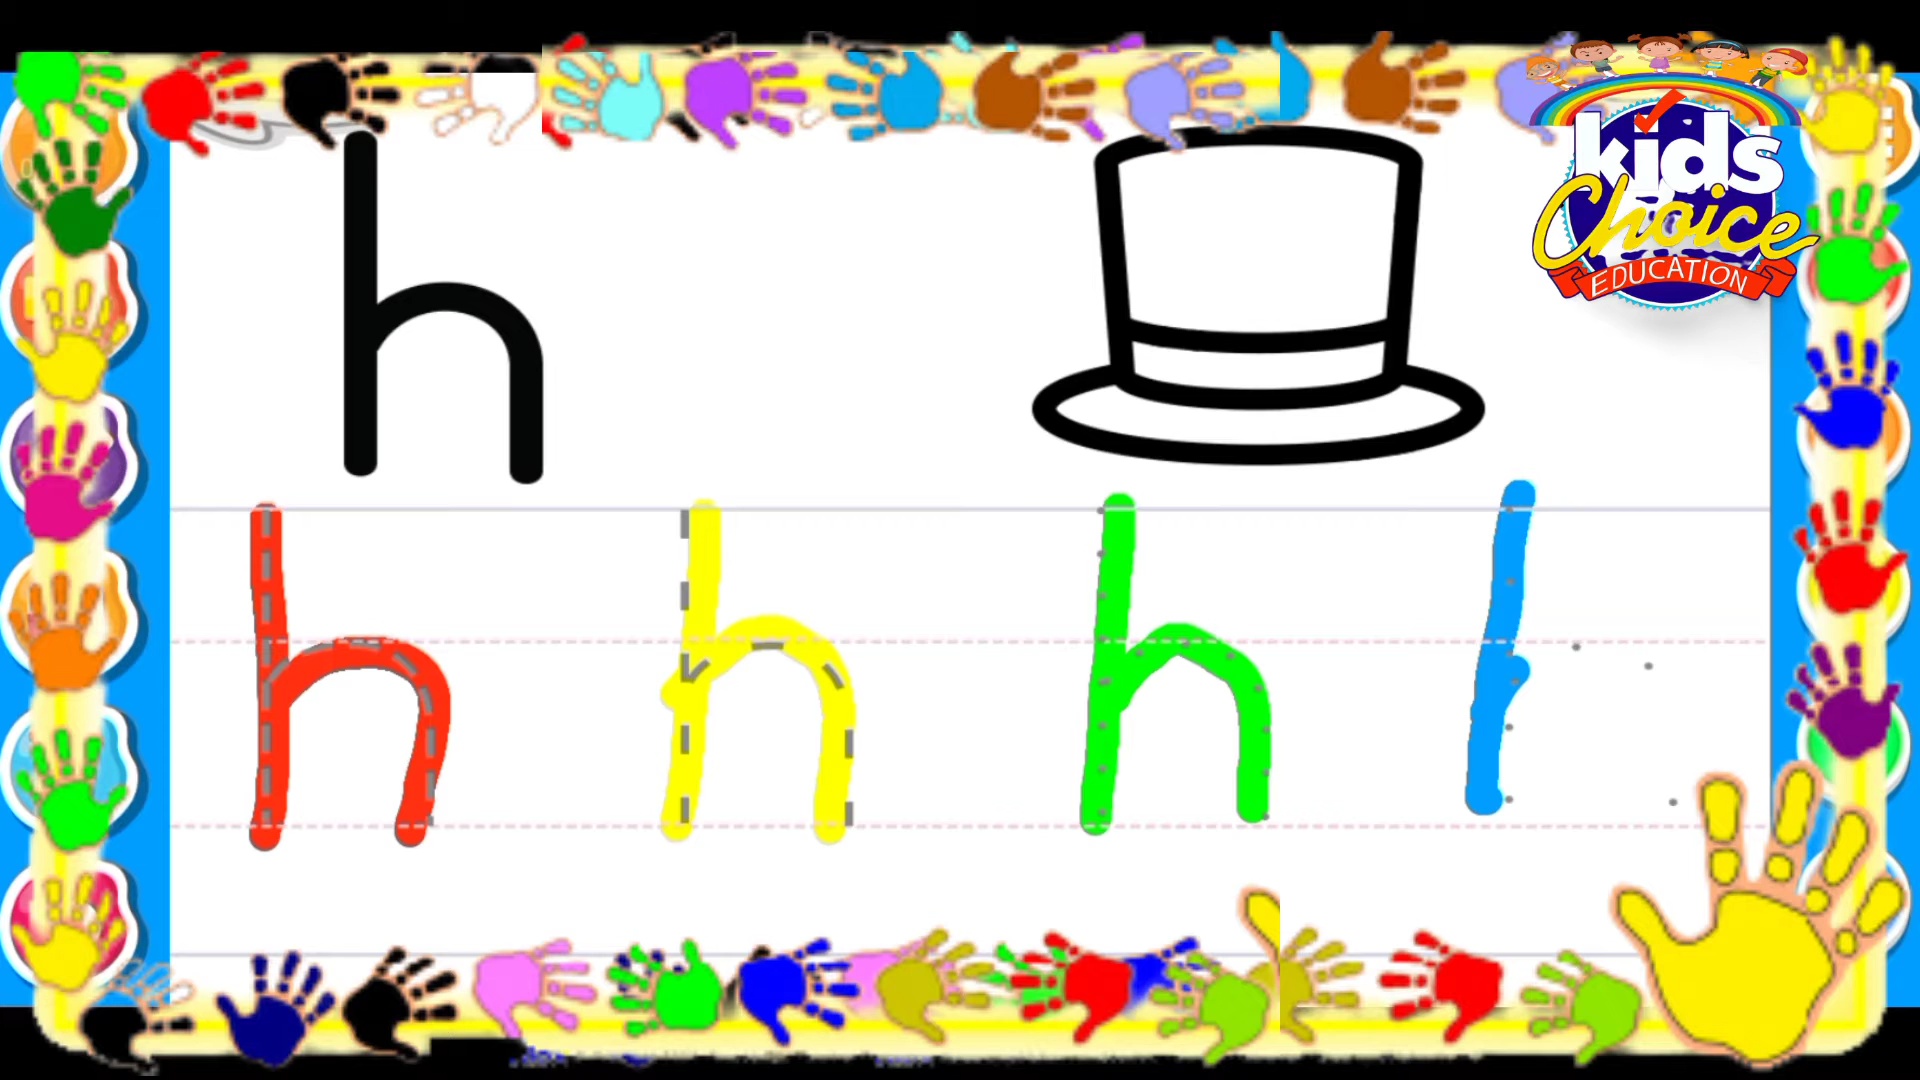 h
kids
Choice
EDUCATION
h h h